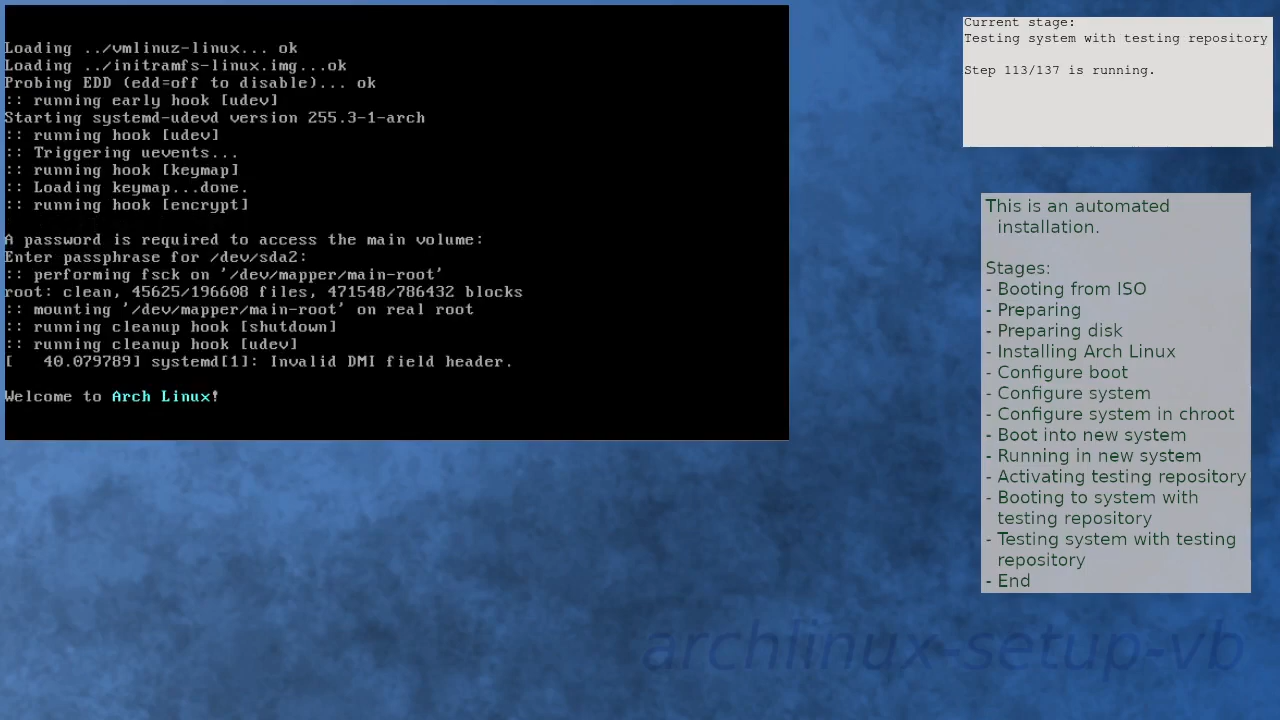 Loading ../vmlinuz-linux... ok
Loading ../initramfs-linux.img...ok
Probing EDD (edd=off to disable)... ok
:: running early hook [udev]
Starting systemd-udevd version 255.3-1-arch
:: running hook [udev]
:: Triggering uevents...
:: running hook [keymap]
:: Loading keymap...done.
:: running hook [encrypt]
A password is required to access the main volume:
Enter passphrase for /dev/sda2:
:: performing fsck on '/dev/mapper/main-root'
root: clean, 45625/196608 files, 471548/786432 blocks
:: mounting '/dev/mapper/main-root' on real root
:: running cleanup hook [shutdown]
:: running cleanup hook [udev]
[   40.079789] systemd[1]: Invalid DMI field header.
Welcome to Arch Linux!
Current stage:
Testing system with testing repository
Step 113/137 is running.
This is an automated
installation.
Stages:
- Booting from ISO
- Preparing
- Preparing disk
- Installing Arch Linux
- Configure boot
- Configure system
- Configure system in chroot
- Boot into new system
- Running in new system
- Activating testing repository
- Booting to system with
testing repository
- Testing system with testing
repository
- End
archlinux-setup-vb